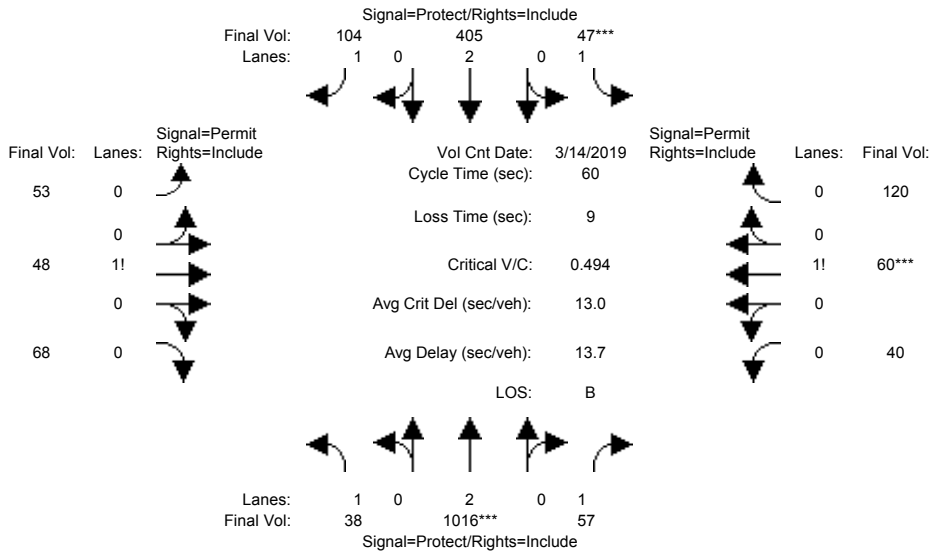 Signal=Protect/Rights=Include
Final Vol: 104 405 47***
Lanes: 1 0 2 0 1
Signal=Permit Signal=Permit
Final Vol: Lanes: Rights=Include Vol Cnt Date: 3/14/2019 Rights=Include Lanes: Final Vol:
Cycle Time (sec): 60
53 0 0 120
Loss Time (sec): 9
0 0
48 1! Critical V/C: 0.494 1! 60***
0 Avg Crit Del (sec/veh): 13.0 0
68 0 Avg Delay (sec/veh): 13.7 0 40
LOS: B
Lanes: 1 0 2 0 1
Final Vol: 38 1016*** 57
Signal=Protect/Rights=Include